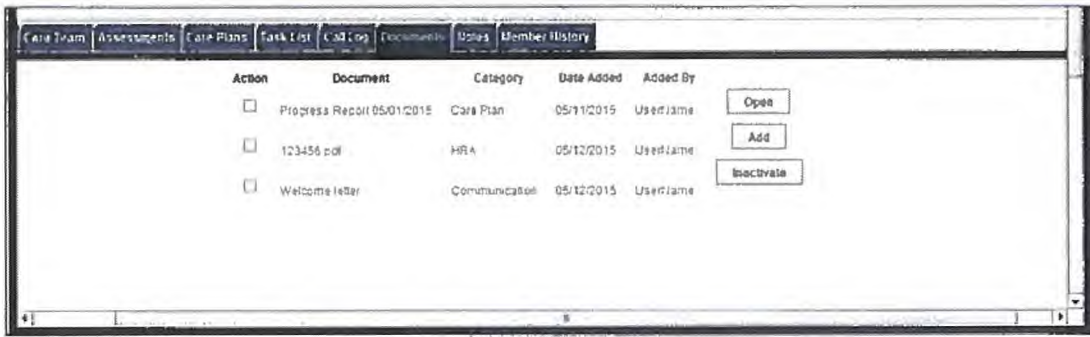 Care Team Assessments Care Plans Task List Call Log Documents Notes Member History
Action Document Category Date Added Added By
Progress Report 05/01/2015 Care Plan 05/11/2015 UserName
Open
Add
123456.pdf HRA 05/12/2015 UserName
Inactivate
Welcome letter Communication 05/12/2015 UserName